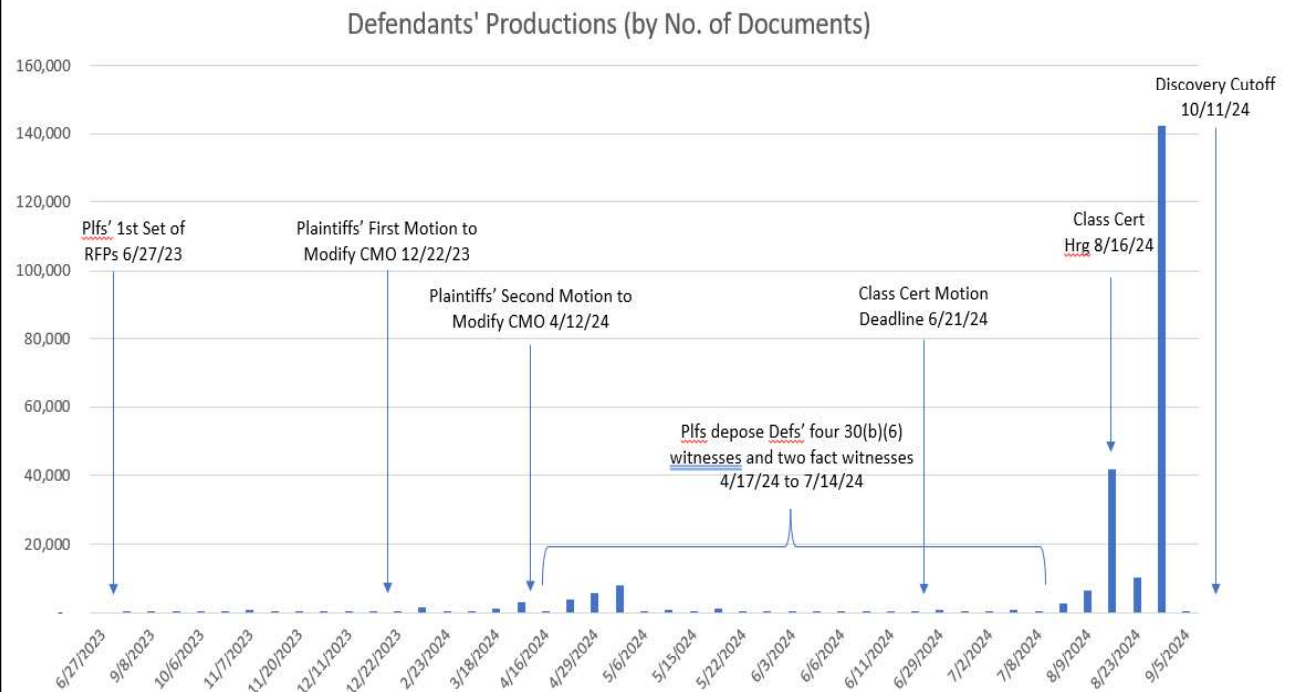 Defendants' Productions (by No. of Documents)
160,000
140,000
120,000
100,000
80,000
60,000
40,000
20,000
-
Plfs' 1st Set of
RFPs 6/27/23
Plaintiffs' First Motion to
Modify CMO 12/22/23
Plaintiffs' Second Motion to
Modify CMO 4/12/24
Plfs depose Defs' four 30(b)(6)
witnesses and two fact witnesses
4/17/24 to 7/14/24
Class Cert Motion
Deadline 6/21/24
Class Cert
Hrg 8/16/24
Discovery Cutoff
10/11/24
6/27/2023
9/8/2023
10/6/2023
11/7/2023
11/20/2023
12/11/2023
12/22/2023
2/23/2024
3/18/2024
4/16/2024
4/29/2024
5/6/2024
5/15/2024
5/22/2024
6/3/2024
6/6/2024
6/11/2024
6/29/2024
7/2/2024
7/8/2024
8/9/2024
8/23/2024
9/5/2024